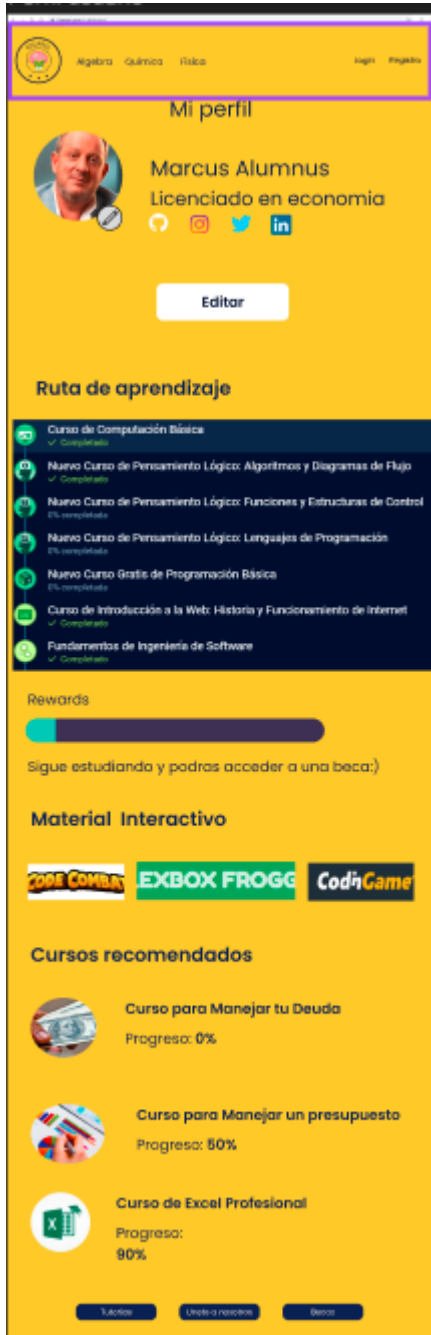 Algebra Química Física Login Registro
Mi perfil
Marcus Alumnus
Licenciado en economia
in
Editar
Ruta de aprendizaje
Curso de Computación Básica
✓ Completado
Nuevo Curso de Pensamiento Lógico: Algoritmos y Diagramas de Flujo
✓ Completado
Nuevo Curso de Pensamiento Lógico: Funciones y Estructuras de Control
0% completado
Nuevo Curso de Pensamiento Lógico: Lenguajes de Programación
0% completado
Nuevo Curso Gratis de Programación Básica
0% completado
Curso de Introducción a la Web: Historia y Funcionamiento de Internet
✓ Completado
Fundamentos de Ingeniería de Software
✓ Completado
Rewards
Sigue estudiando y podras acceder a una beca:)
Material Interactivo
CODE COMBAT LEXBOX FROGG CodinGame
Cursos recomendados
Curso para Manejar tu Deuda
Progreso: 0%
Curso para Manejar un presupuesto
Progreso: 50%
Curso de Excel Profesional
Progreso:
90%
Tutorias Unete a nosotros Becas